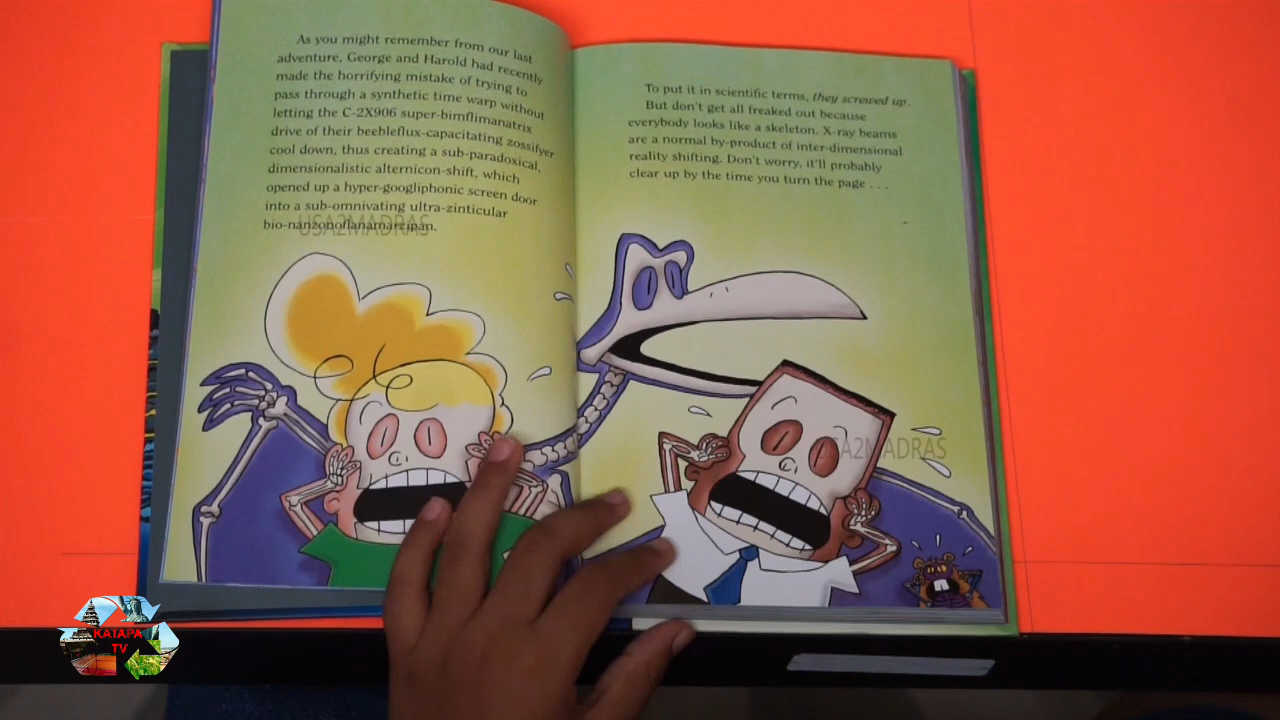 As you might remember from our last
adventure, George and Harold had recently
made the horrifying mistake of trying to
pass through a synthetic time warp without
letting the C-2X906 super-bimflimanatrix
drive of their beebleflux-capacitating zossifyer
cool down, thus creating a sub-paradoxical,
dimensionalistic alternicon-shift, which
opened up a hyper-googliphonic screen door
into a sub-omnivating ultra-zinticular
bio-nanzonoflanamarzipan.
USA2MADRAS
To put it in scientific terms, they screwed up.
But don't get all freaked out because
everybody looks like a skeleton. X-ray beams
are a normal by-product of inter-dimensional
reality shifting. Don't worry, it'll probably
clear up by the time you turn the page . . .
USA2MADRAS
KATAPA
TV